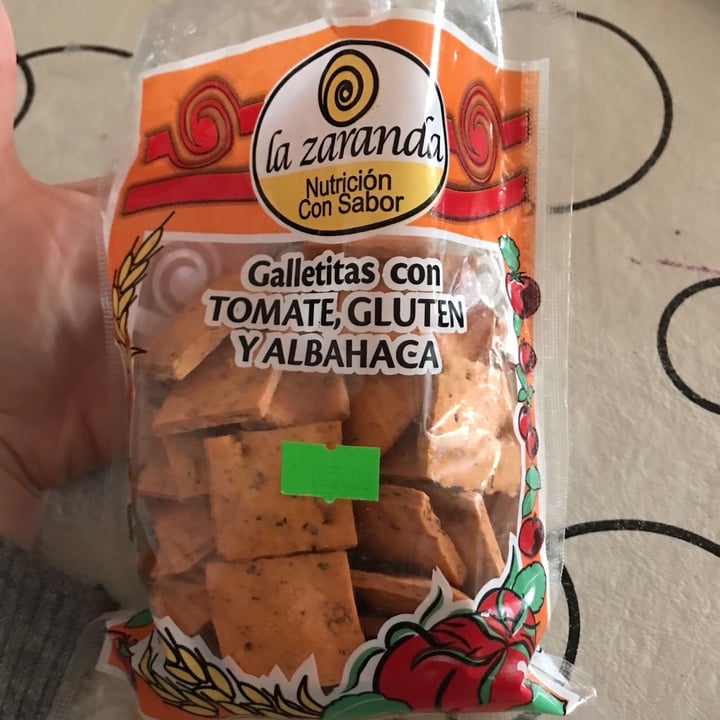 la zaranda
Nutrición
Con Sabor
Galletitas con
TOMATE, GLUTEN
Y ALBAHACA